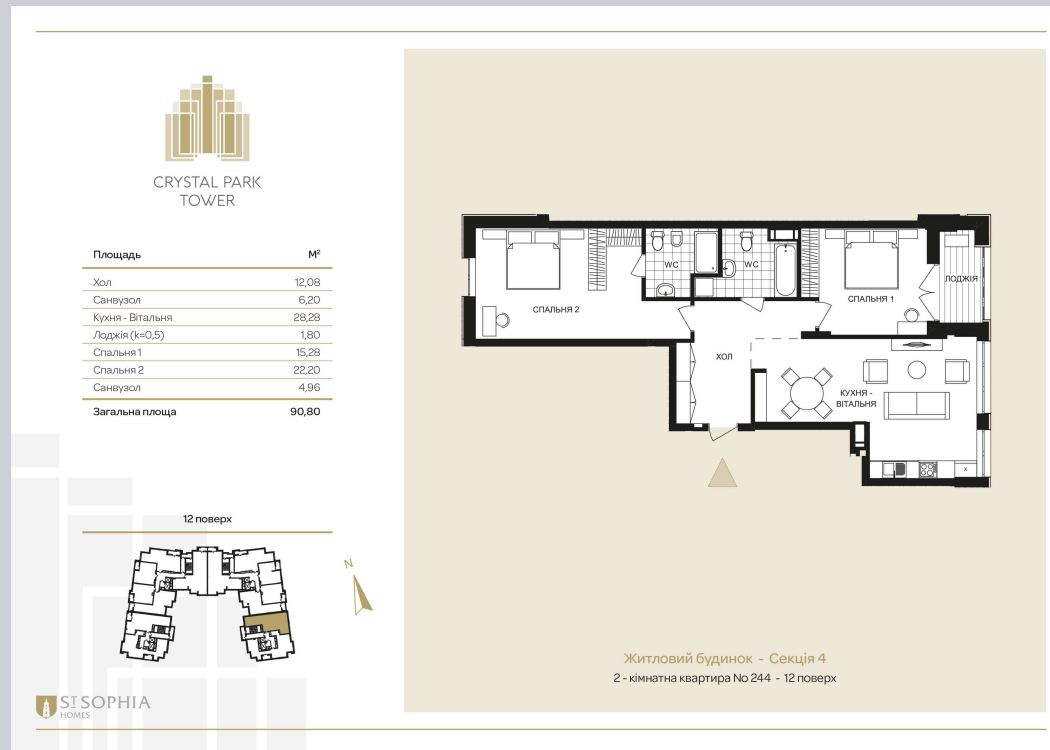 CRYSTAL PARK
TOWER
Площадь М²
Хол 12,08
Санвузол 6,20
Кухня - Вітальня 28,28
Лоджія (k=0,5) 1,80
Спальня 1 15,28
Спальня 2 22,20
Санвузол 4,96
Загальна площа 90,80
12 поверх
N
ST SOPHIA
HOMES
WC
WC
ЛОДЖІЯ
СПАЛЬНЯ 1
СПАЛЬНЯ 2
ХОЛ
КУХНЯ -
ВІТАЛЬНЯ
x
Житловий будинок - Секція 4
2 - кімнатна квартира No 244 - 12 поверх